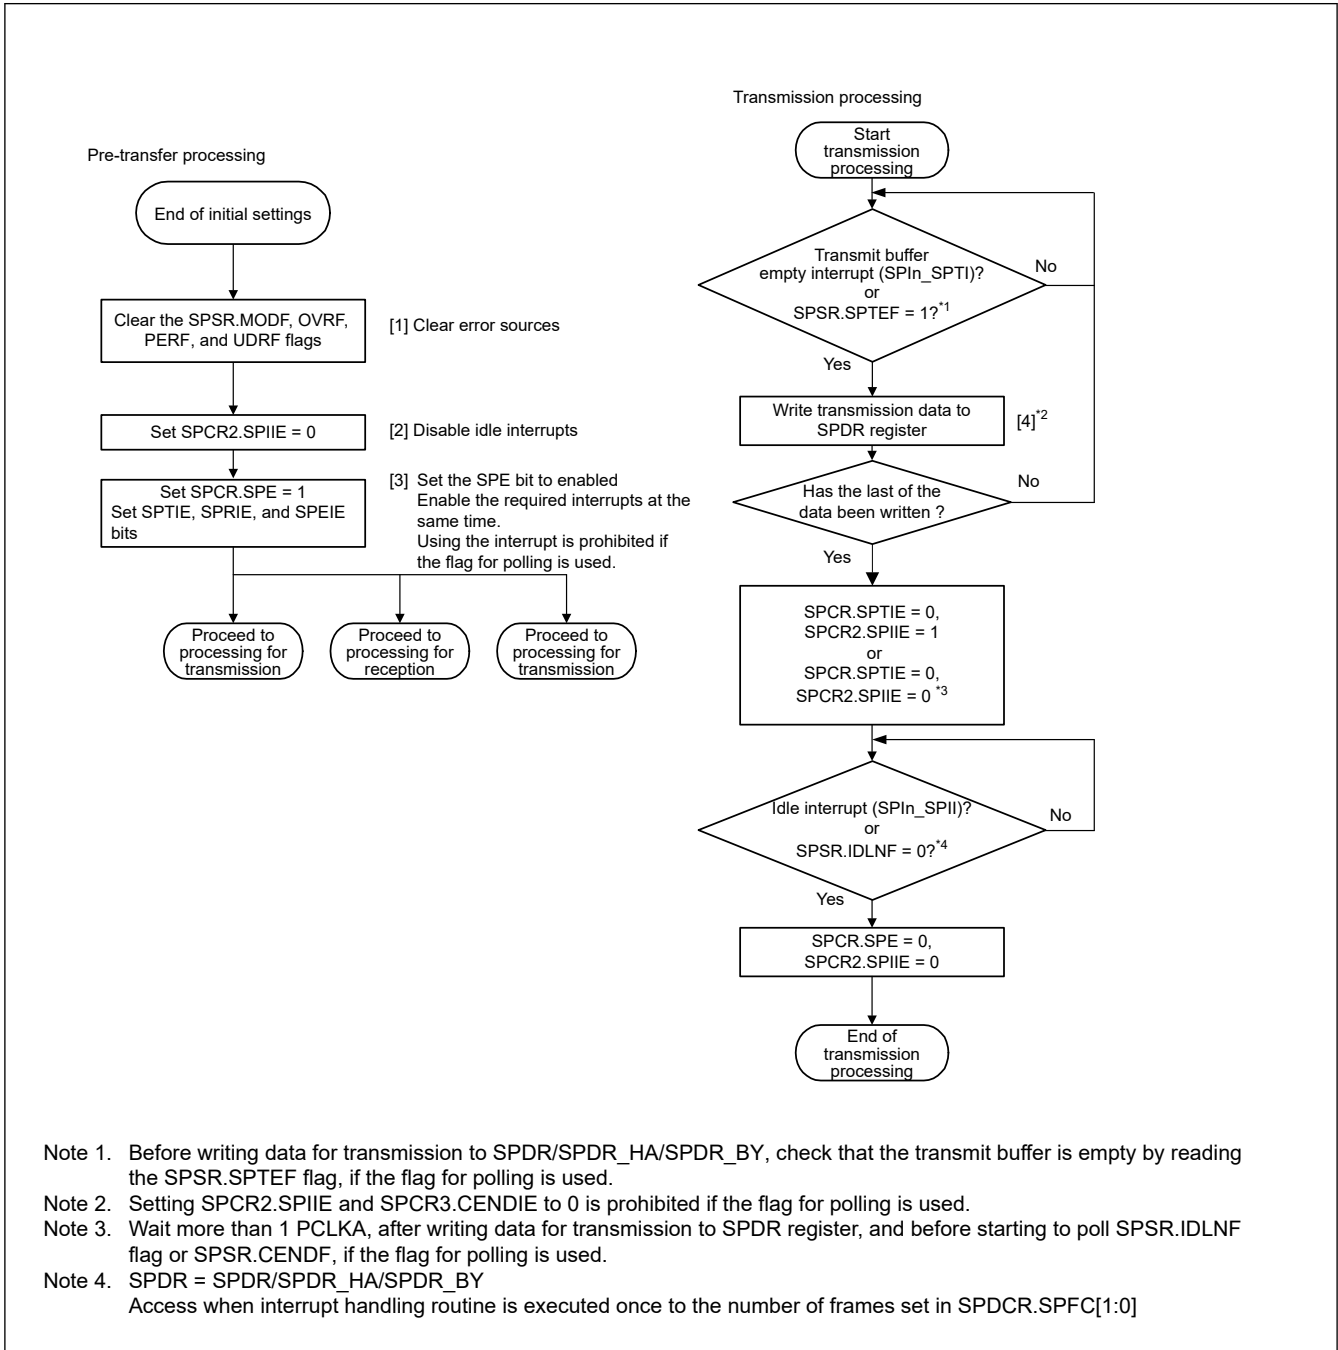 Pre-transfer processing
End of initial settings
Clear the SPSR.MODF, OVRF,
PERF, and UDRF flags
[1] Clear error sources
Set SPCR2.SPIIE = 0
[2] Disable idle interrupts
Set SPCR.SPE = 1
Set SPTIE, SPRIE, and SPEIE
bits
[3] Set the SPE bit to enabled
Enable the required interrupts at the
same time.
Using the interrupt is prohibited if
the flag for polling is used.
Proceed to
processing for
transmission
Proceed to
processing for
reception
Proceed to
processing for
transmission
Transmission processing
Start
transmission
processing
Transmit buffer
empty interrupt (SPIn_SPTI)?
or
SPSR.SPTEF = 1?*1
No
Yes
Write transmission data to
SPDR register
[4]*2
Has the last of the
data been written ?
No
Yes
SPCR.SPTIE = 0,
SPCR2.SPIIE = 1
or
SPCR.SPTIE = 0,
SPCR2.SPIIE = 0 *3
Idle interrupt (SPIn_SPII)?
or
SPSR.IDLNF = 0?*4
No
Yes
SPCR.SPE = 0,
SPCR2.SPIIE = 0
End of
transmission
processing
Note 1. Before writing data for transmission to SPDR/SPDR_HA/SPDR_BY, check that the transmit buffer is empty by reading
the SPSR.SPTEF flag, if the flag for polling is used.
Note 2. Setting SPCR2.SPIIE and SPCR3.CENDIE to 0 is prohibited if the flag for polling is used.
Note 3. Wait more than 1 PCLKA, after writing data for transmission to SPDR register, and before starting to poll SPSR.IDLNF
flag or SPSR.CENDF, if the flag for polling is used.
Note 4. SPDR = SPDR/SPDR_HA/SPDR_BY
Access when interrupt handling routine is executed once to the number of frames set in SPDCR.SPFC[1:0]